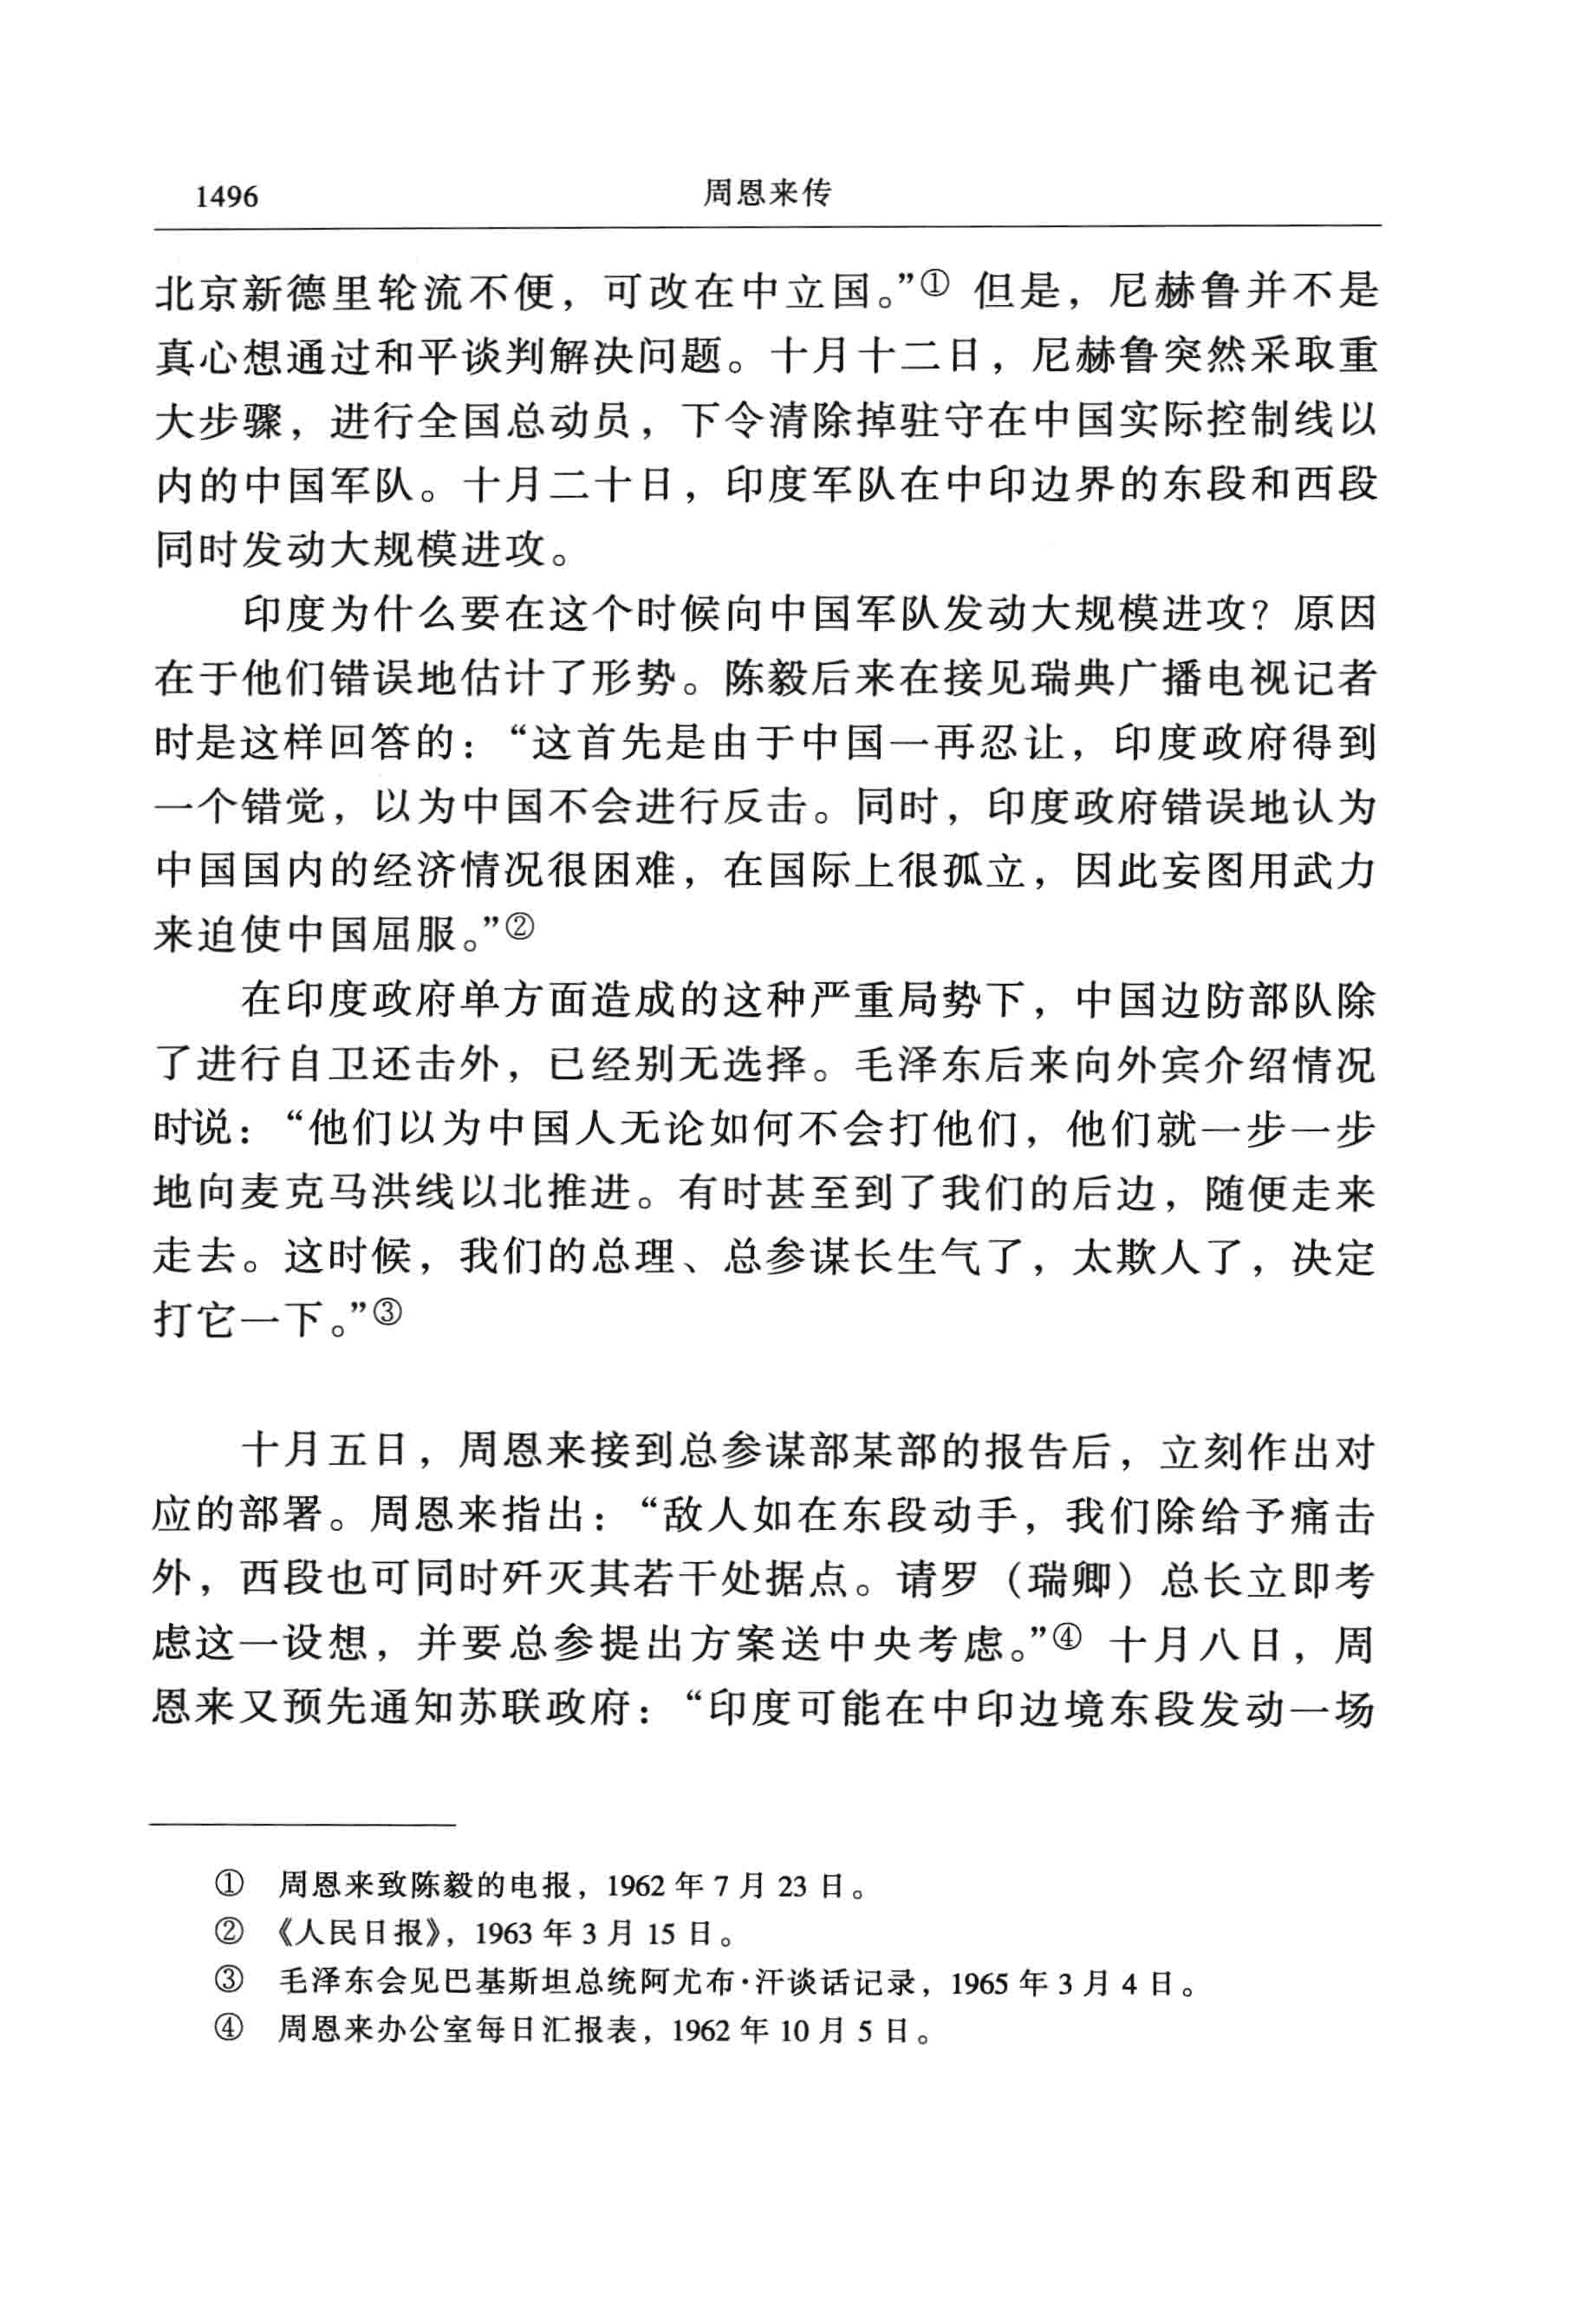 1496
周恩来传
北京新德里轮流不便，可改在中立国。”① 但是，尼赫鲁并不是
真心想通过和平谈判解决问题。十月十二日，尼赫鲁突然采取重
大步骤，进行全国总动员，下令清除掉驻守在中国实际控制线以
内的中国军队。十月二十日，印度军队在中印边界的东段和西段
同时发动大规模进攻。
印度为什么要在这个时候向中国军队发动大规模进攻？原因
在于他们错误地估计了形势。陈毅后来在接见瑞典广播电视记者
时是这样回答的：“这首先是由于中国一再忍让，印度政府得到
一个错觉，以为中国不会进行反击。同时，印度政府错误地认为
中国国内的经济情况很困难，在国际上很孤立，因此妄图用武力
来迫使中国屈服。”②
在印度政府单方面造成的这种严重局势下，中国边防部队除
了进行自卫还击外，已经别无选择。毛泽东后来向外宾介绍情况
时说：“他们以为中国人无论如何不会打他们，他们就一步一步
地向麦克马洪线以北推进。有时甚至到了我们的后边，随便走来
走去。这时候，我们的总理、总参谋长生气了，太欺人了，决定
打它一下。”③
十月五日，周恩来接到总参谋部某部的报告后，立刻作出对
应的部署。周恩来指出：“敌人如在东段动手，我们除给予痛击
外，西段也可同时歼灭其若干处据点。请罗（瑞卿）总长立即考
虑这一设想，并要总参提出方案送中央考虑。”④ 十月八日，周
恩来又预先通知苏联政府：“印度可能在中印边境东段发动一场
① 周恩来致陈毅的电报，1962 年 7 月 23 日。
② 《人民日报》，1963 年 3 月 15 日。
③ 毛泽东会见巴基斯坦总统阿尤布·汗谈话记录，1965 年 3 月 4 日。
④ 周恩来办公室每日汇报表，1962 年 10 月 5 日。